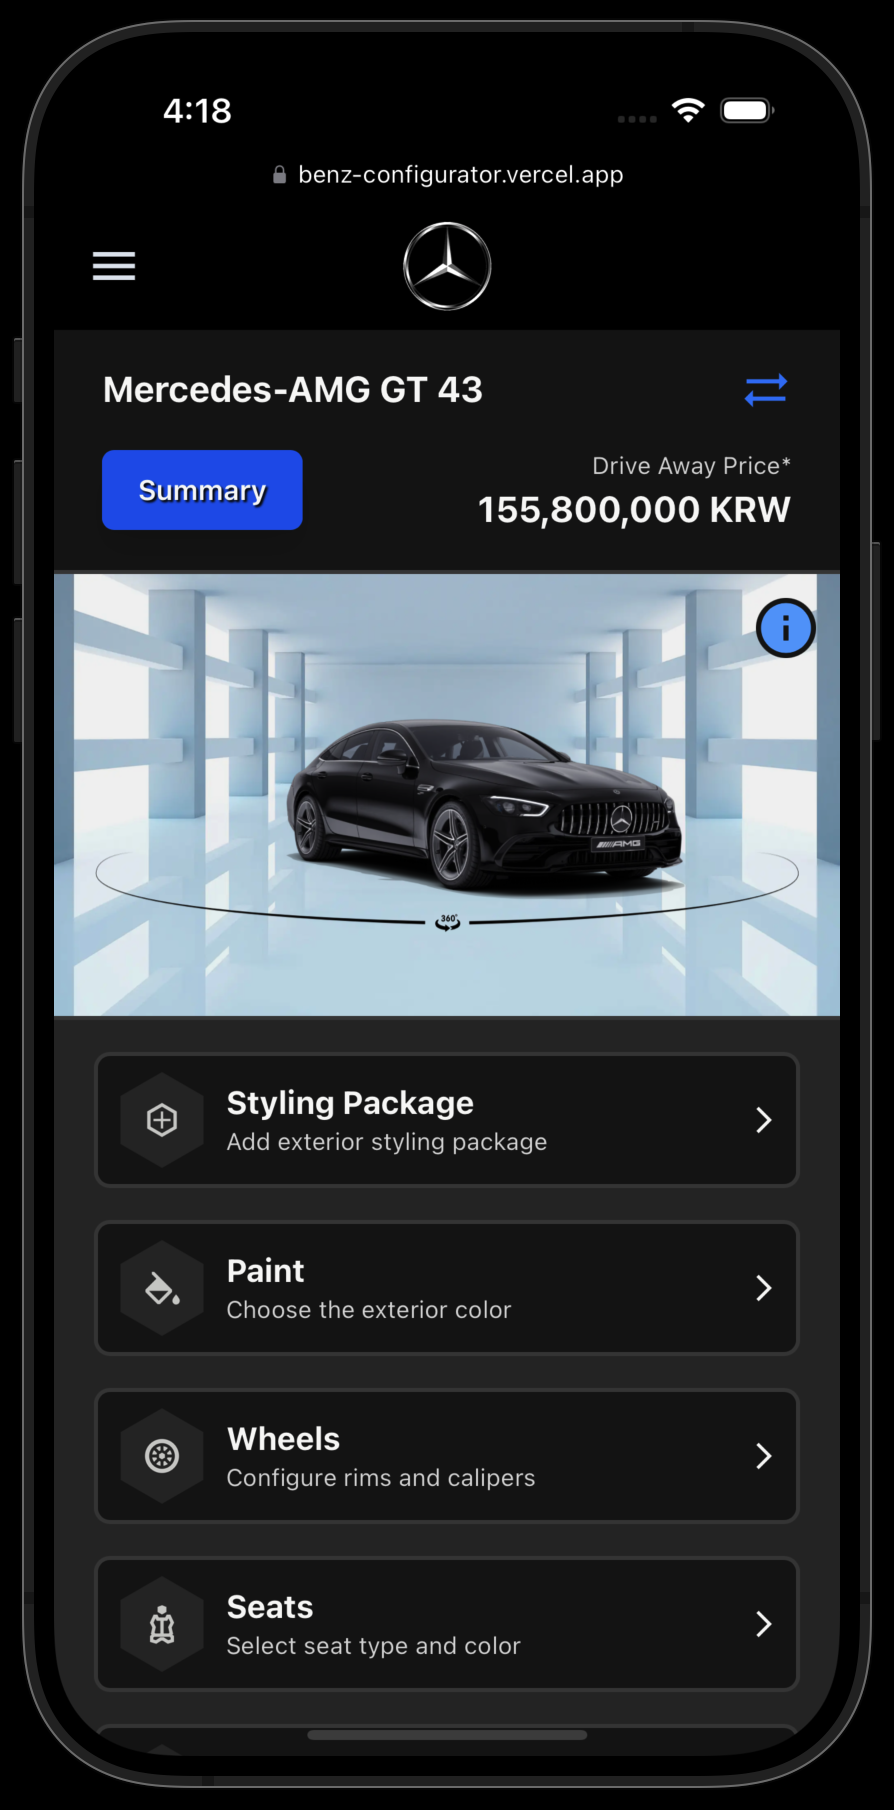 4:18
benz-configurator.vercel.app
Mercedes-AMG GT 43
Summary
Drive Away Price*
155,800,000 KRW
i
AMG
360°
Styling Package
Add exterior styling package
Paint
Choose the exterior color
Wheels
Configure rims and calipers
Seats
Select seat type and color